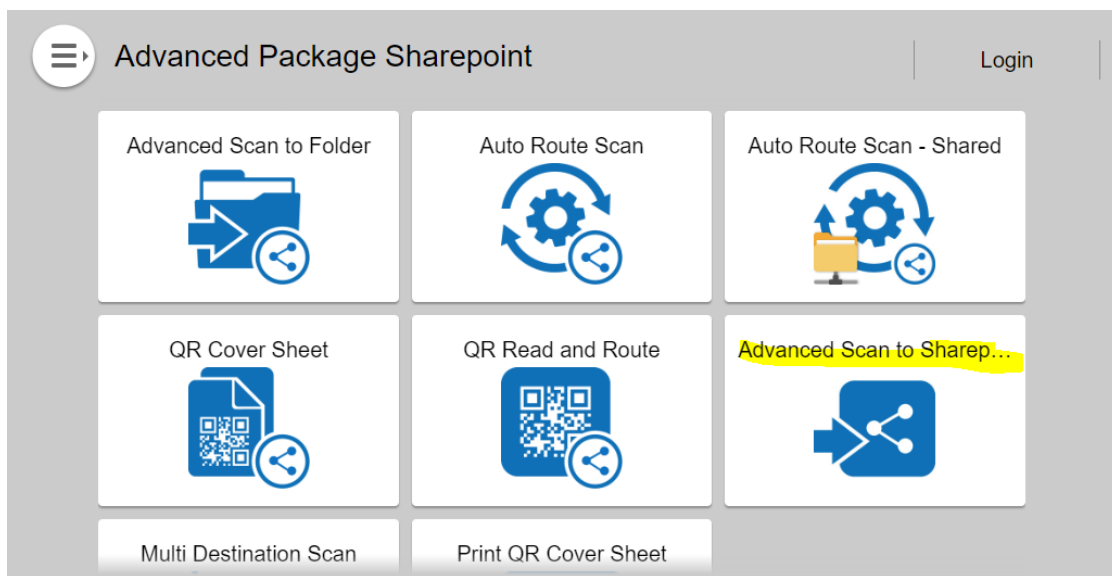 Advanced Package Sharepoint
Login
Advanced Scan to Folder
Auto Route Scan
Auto Route Scan - Shared
QR Cover Sheet
QR Read and Route
Advanced Scan to Sharep...
Multi Destination Scan
Print QR Cover Sheet